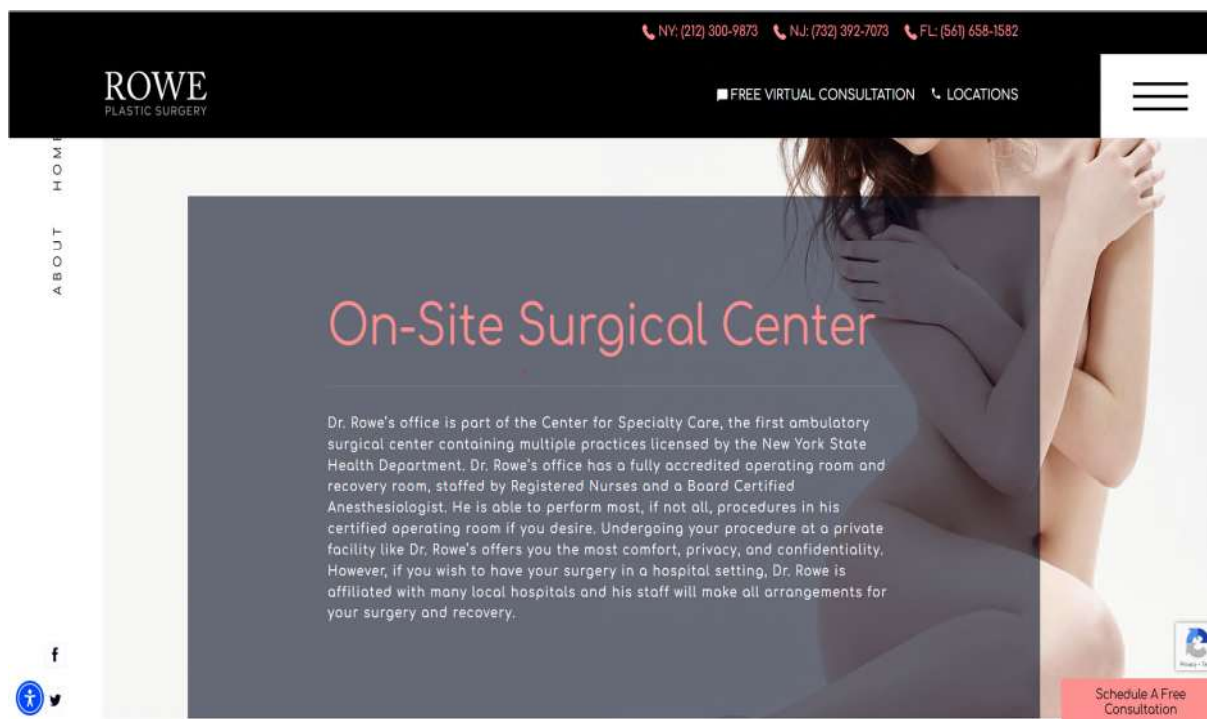 NY: (212) 300-9873 NJ: (732) 392-7073 FL: (561) 658-1582
ROWE
PLASTIC SURGERY
FREE VIRTUAL CONSULTATION LOCATIONS
HOME
ABOUT
On-Site Surgical Center
Dr. Rowe's office is part of the Center for Specialty Care, the first ambulatory
surgical center containing multiple practices licensed by the New York State
Health Department. Dr. Rowe's office has a fully accredited operating room and
recovery room, staffed by Registered Nurses and a Board Certified
Anesthesiologist. He is able to perform most, if not all, procedures in his
certified operating room if you desire. Undergoing your procedure at a private
facility like Dr. Rowe's offers you the most comfort, privacy, and confidentiality.
However, if you wish to have your surgery in a hospital setting, Dr. Rowe is
affiliated with many local hospitals and his staff will make all arrangements for
your surgery and recovery.
Privacy
Schedule A Free
Consultation